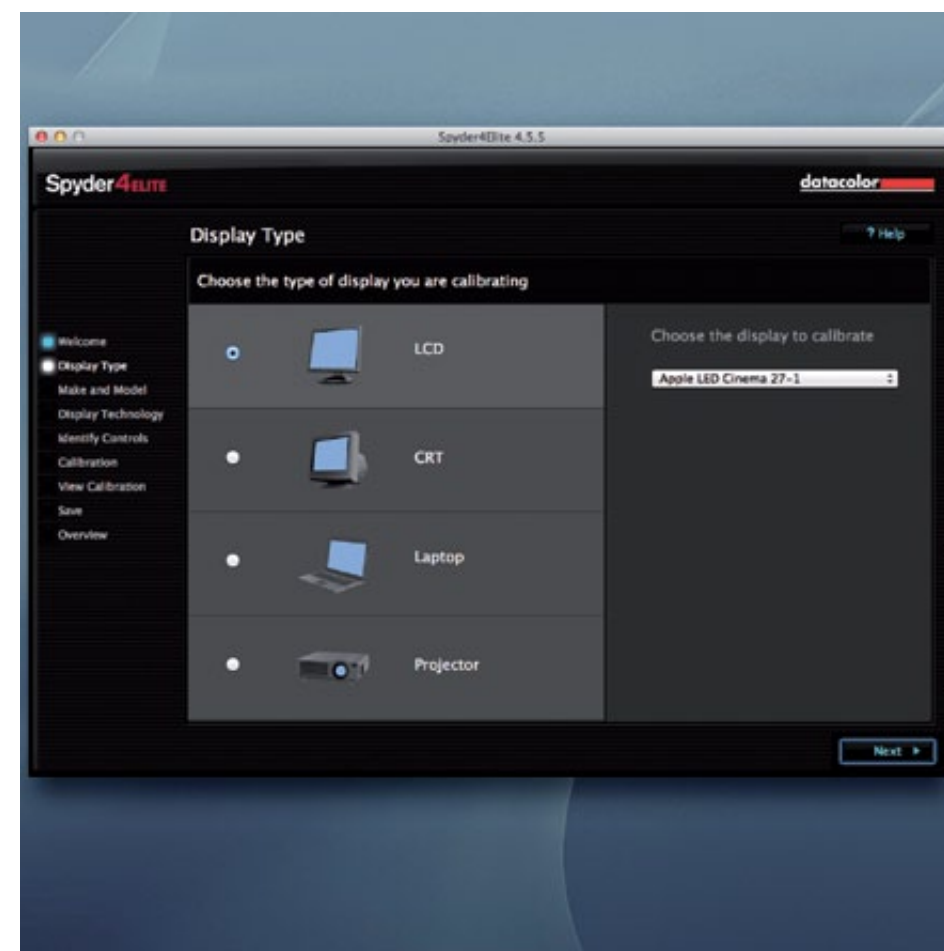 Spyder4Elite 4.5.5
Spyder4ELITE
datacolor
Display Type
? Help
Choose the type of display you are calibrating
Welcome
Display Type
Make and Model
Display Technology
Identify Controls
Calibration
View Calibration
Save
Overview
LCD
CRT
Laptop
Projector
Choose the display to calibrate
Apple LED Cinema 27-1
Next